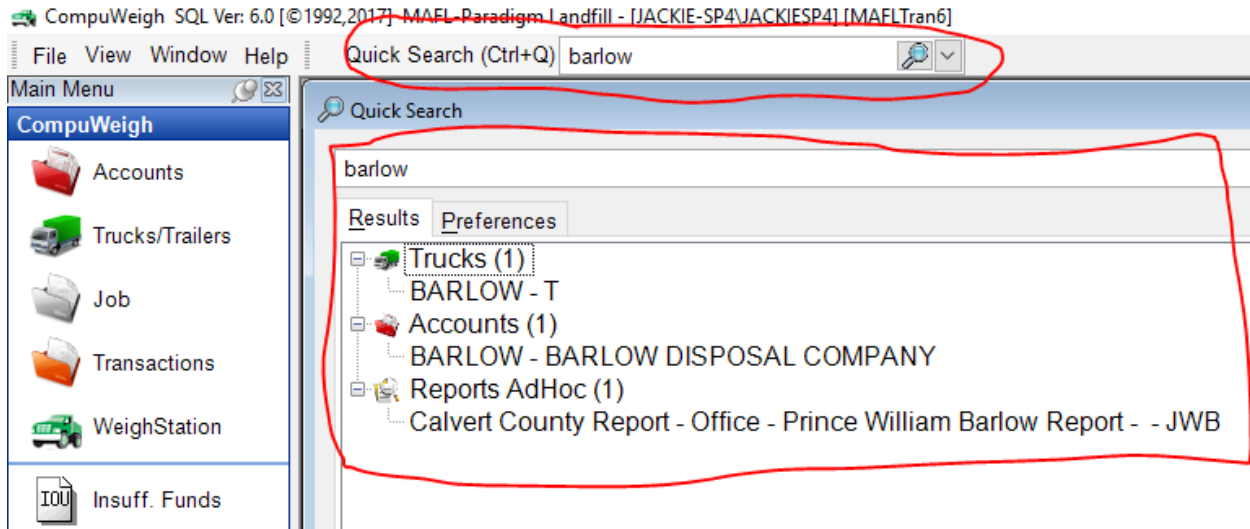 CompuWeigh SQL Ver: 6.0 [©1992,2017] MAFL-Paradigm Landfill - [JACKIE-SP4\JACKIESP4] [MAFLTran6]
File View Window Help Quick Search (Ctrl+Q) barlow
Main Menu
Quick Search
CompuWeigh
Accounts
Trucks/Trailers
Job
Transactions
WeighStation
IOU Insuff. Funds
barlow
Results Preferences
Trucks (1)
BARLOW - T
Accounts (1)
BARLOW - BARLOW DISPOSAL COMPANY
Reports AdHoc (1)
Calvert County Report - Office - Prince William Barlow Report - - JWB